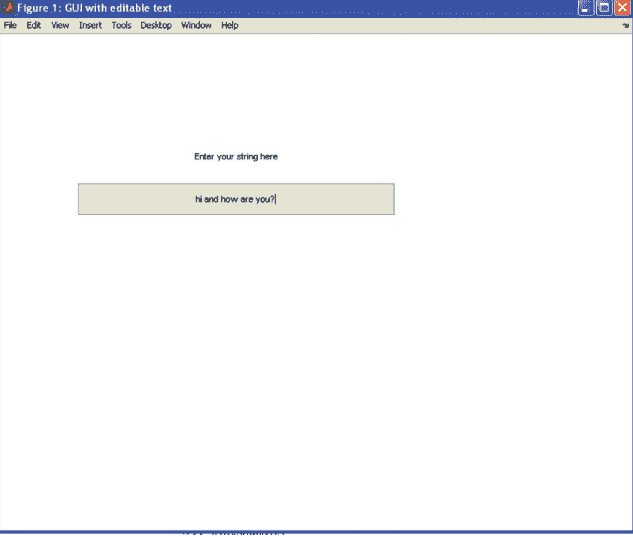 Figure 1: GUI with editable text
File Edit View Insert Tools Desktop Window Help
Enter your string here
hi and how are you?